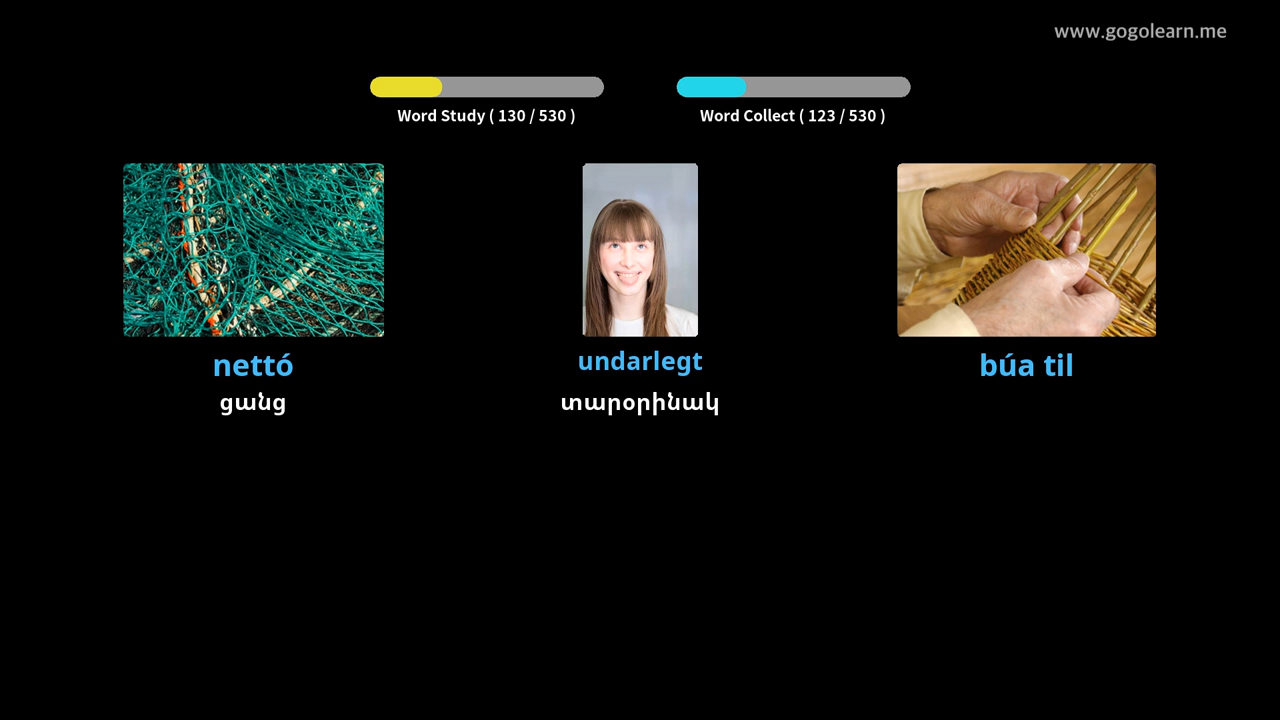 www.gogolearn.me
Word Study ( 130 / 530 )
Word Collect ( 123 / 530 )
nettó
ցանց
undarlegt
տարօրինակ
búa til